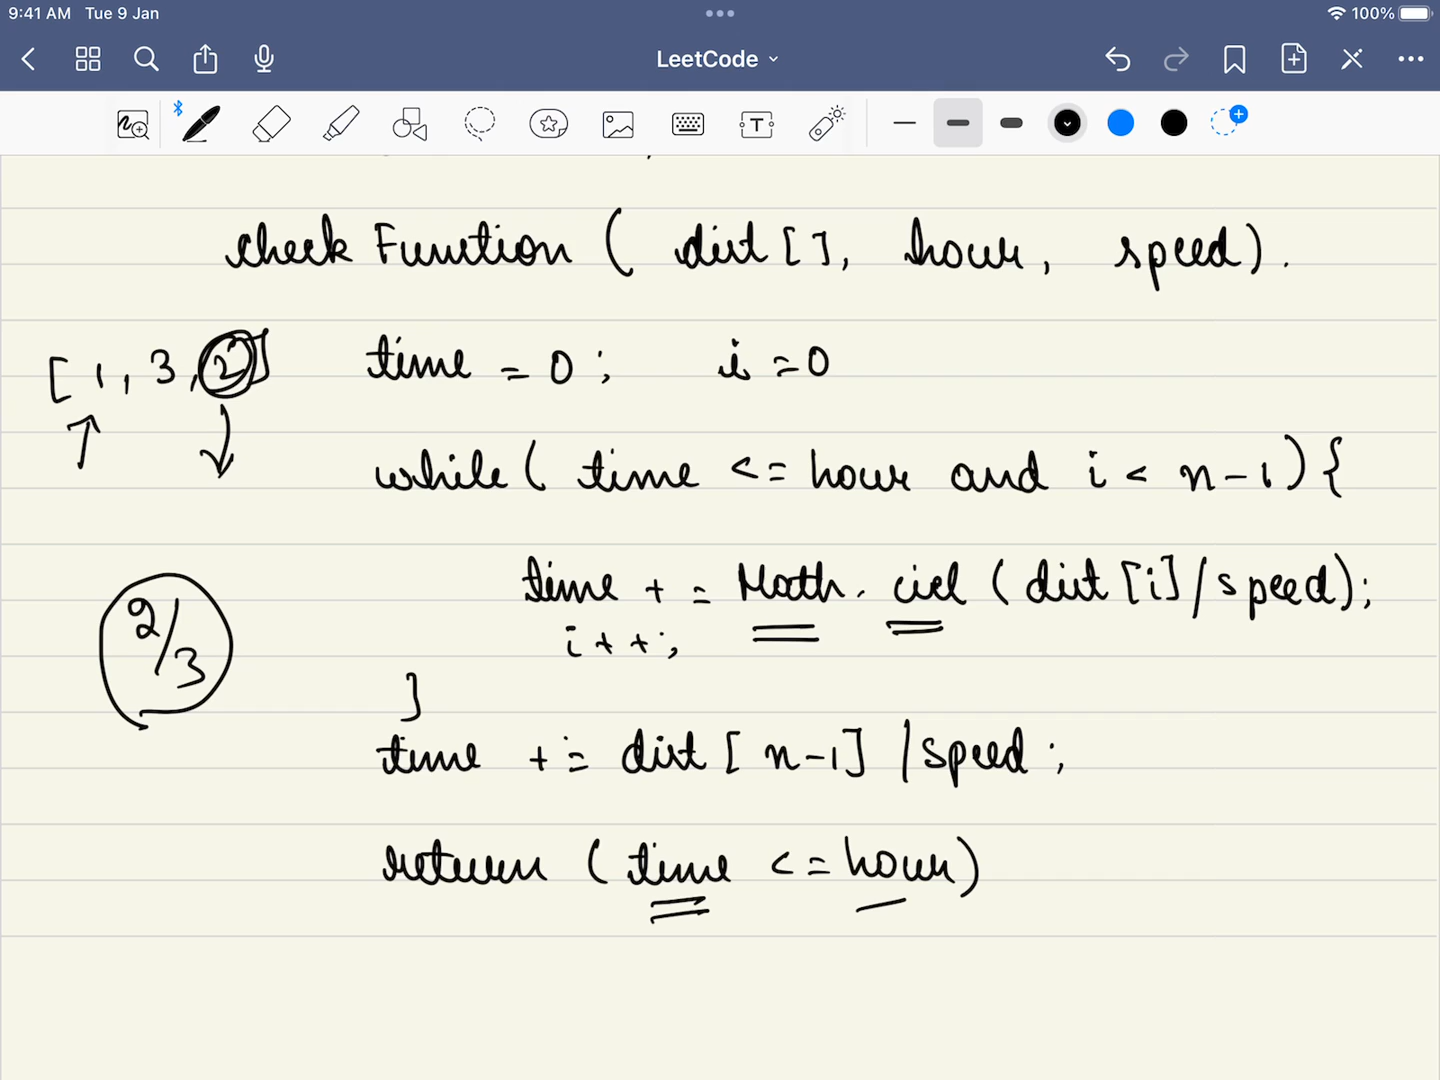 9:41 AM Tue 9 Jan 100%
LeetCode
check Function ( dist [ ], hour, speed).
[ 1, 3, 2] time = 0 ; i = 0
while ( time <= hour and i < n-1) {
time += Math. ciel ( dist [i] / speed);
i++;
2/3
}
time += dist [ n-1] / speed ;
return ( time <= hour)